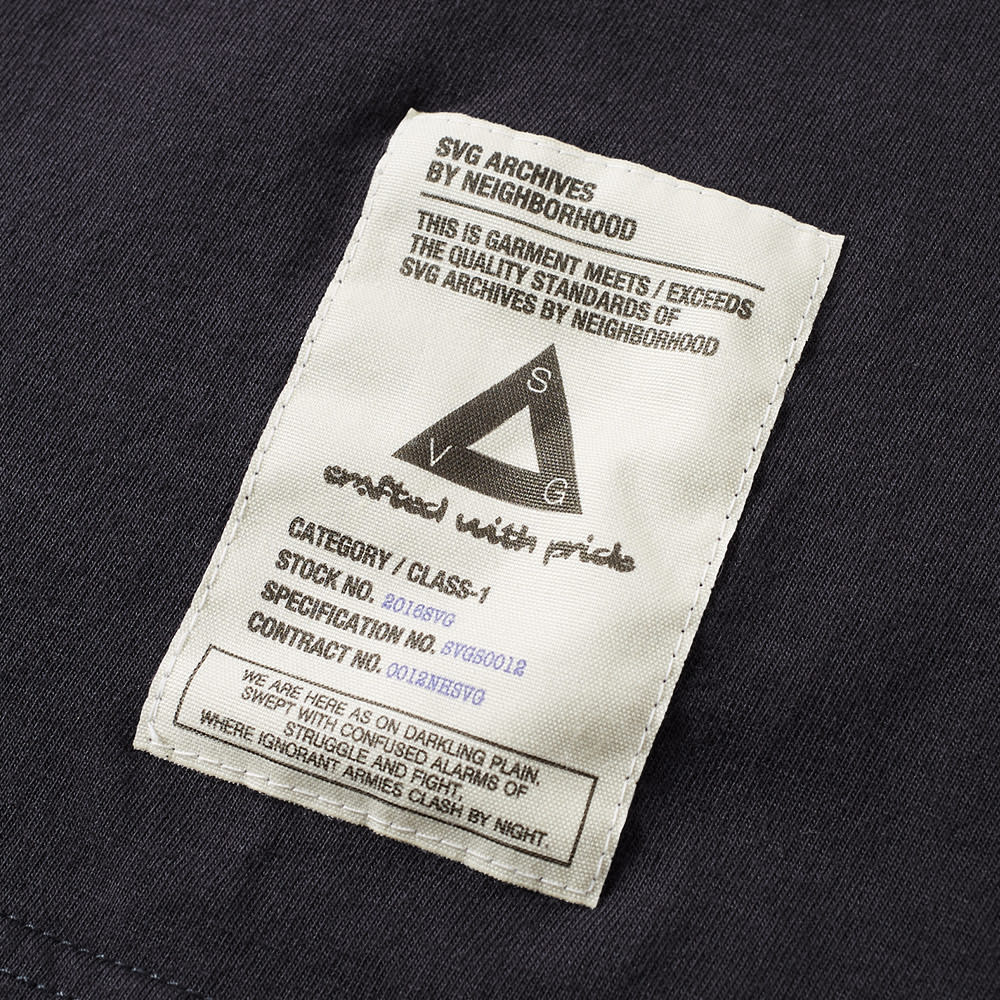 SVG ARCHIVES
BY NEIGHBORHOOD
THIS IS GARMENT MEETS / EXCEEDS
THE QUALITY STANDARDS OF
SVG ARCHIVES BY NEIGHBORHOOD
S
V
G
crafted with pride
CATEGORY / CLASS-1
STOCK NO. 2016SVG
SPECIFICATION NO. SVGS0012
CONTRACT NO. 0012NHSVG
WE ARE HERE AS ON DARKLING PLAIN,
SWEPT WITH CONFUSED ALARMS OF
STRUGGLE AND FIGHT,
WHERE IGNORANT ARMIES CLASH BY NIGHT.